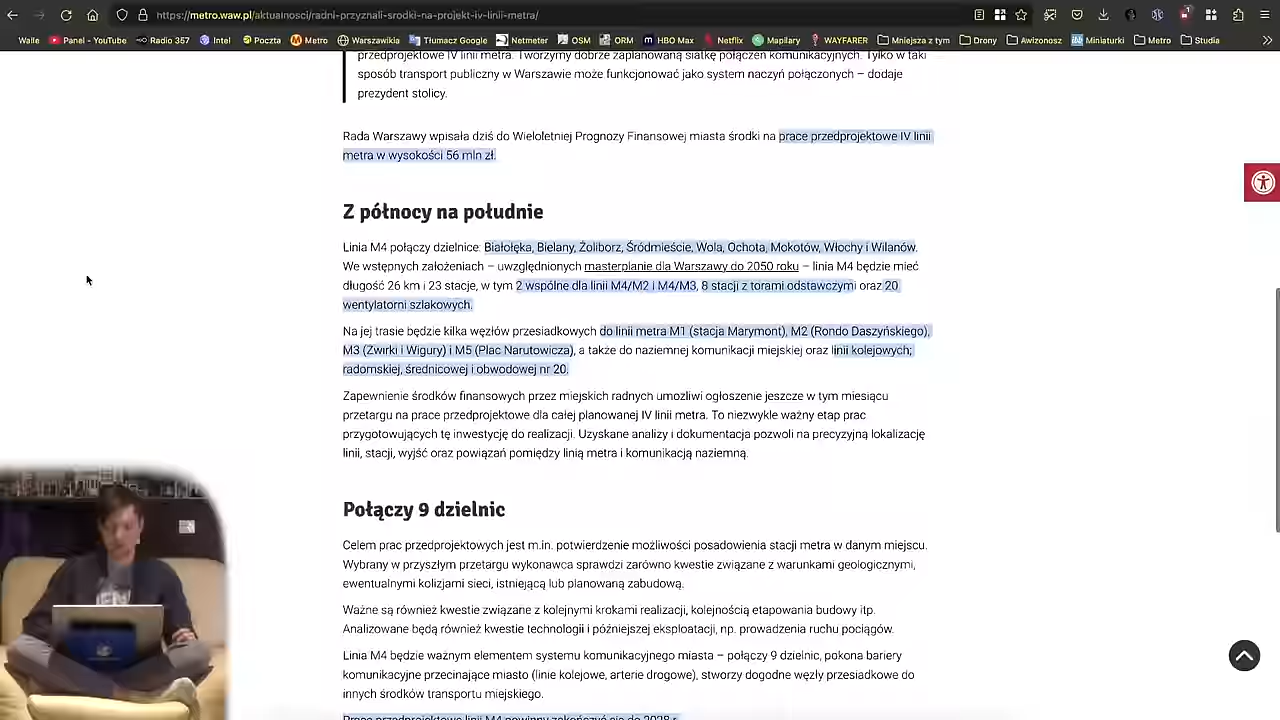 https://metro.waw.pl/aktualnosci/radni-przyznali-srodki-na-projekt-iv-linii-metra/
Walle Panel - YouTube Radio 357 Intel Poczta Metro Warszawikia Tłumacz Google Netmeter OSM ORM HBO Max Netflix Mapilary WAYFARER Mniejsza z tym Drony Awizonosz Miniaturki Metro Studia
przedprojektowe IV linii metra. Tworzymy dobrze zaplanowaną siatkę połączeń komunikacyjnych. Tylko w taki
sposób transport publiczny w Warszawie może funkcjonować jako system naczyń połączonych – dodaje
prezydent stolicy.
Rada Warszawy wpisała dziś do Wieloletniej Prognozy Finansowej miasta środki na prace przedprojektowe IV linii
metra w wysokości 56 mln zł.
Z północy na południe
Linia M4 połączy dzielnice: Białołęka, Bielany, Żoliborz, Śródmieście, Wola, Ochota, Mokotów, Włochy i Wilanów.
We wstępnych założeniach – uwzględnionych masterplanie dla Warszawy do 2050 roku – linia M4 będzie mieć
długość 26 km i 23 stacje, w tym 2 wspólne dla linii M4/M2 i M4/M3, 8 stacji z torami odstawczymi oraz 20
wentylatorni szlakowych.
Na jej trasie będzie kilka węzłów przesiadkowych do linii metra M1 (stacja Marymont), M2 (Rondo Daszyńskiego),
M3 (Żwirki i Wigury) i M5 (Plac Narutowicza), a także do naziemnej komunikacji miejskiej oraz linii kolejowych;
radomskiej, średnicowej i obwodowej nr 20.
Zapewnienie środków finansowych przez miejskich radnych umożliwi ogłoszenie jeszcze w tym miesiącu
przetargu na prace przedprojektowe dla całej planowanej IV linii metra. To niezwykle ważny etap prac
przygotowujących tę inwestycję do realizacji. Uzyskane analizy i dokumentacja pozwoli na precyzyjną lokalizację
linii, stacji, wyjść oraz powiązań pomiędzy linią metra i komunikacją naziemną.
Połączy 9 dzielnic
Celem prac przedprojektowych jest m.in. potwierdzenie możliwości posadowienia stacji metra w danym miejscu.
Wybrany w przyszłym przetargu wykonawca sprawdzi zarówno kwestie związane z warunkami geologicznymi,
ewentualnymi kolizjami sieci, istniejącą lub planowaną zabudową.
Ważne są również kwestie związane z kolejnymi krokami realizacji, kolejnością etapowania budowy itp.
Analizowane będą również kwestie technologii i późniejszej eksploatacji, np. prowadzenia ruchu pociągów.
Linia M4 będzie ważnym elementem systemu komunikacyjnego miasta – połączy 9 dzielnic, pokona bariery
komunikacyjne przecinające miasto (linie kolejowe, arterie drogowe), stworzy dogodne węzły przesiadkowe do
innych środków transportu miejskiego.
Prace przedprojektowe linii M4 powinny zakończyć się do 2028 r.